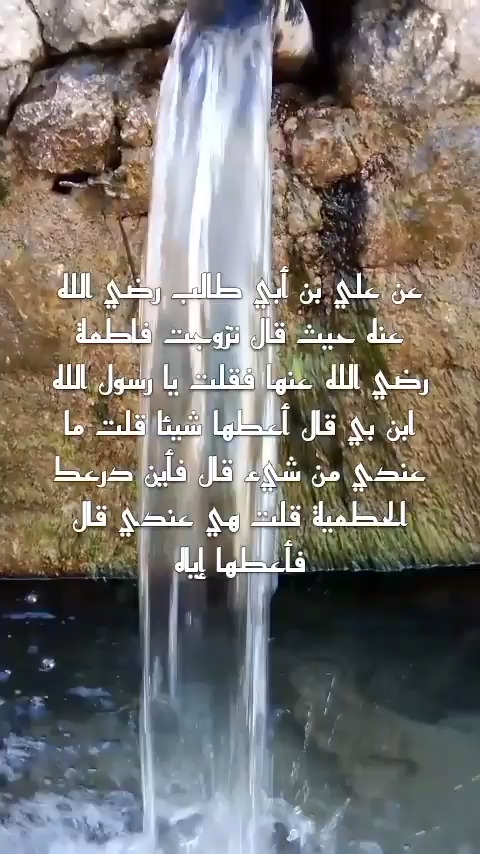 عن علي بن أبي طالب رضي الله
عنه حيث قال تزوجت فاطمة
رضي الله عنها فقلت يا رسول الله
ابن بي قال أعطها شيئا قلت ما
عندي من شيء قال فأين درعك
الحطمية قلت هي عندي قال
فأعطها إياه